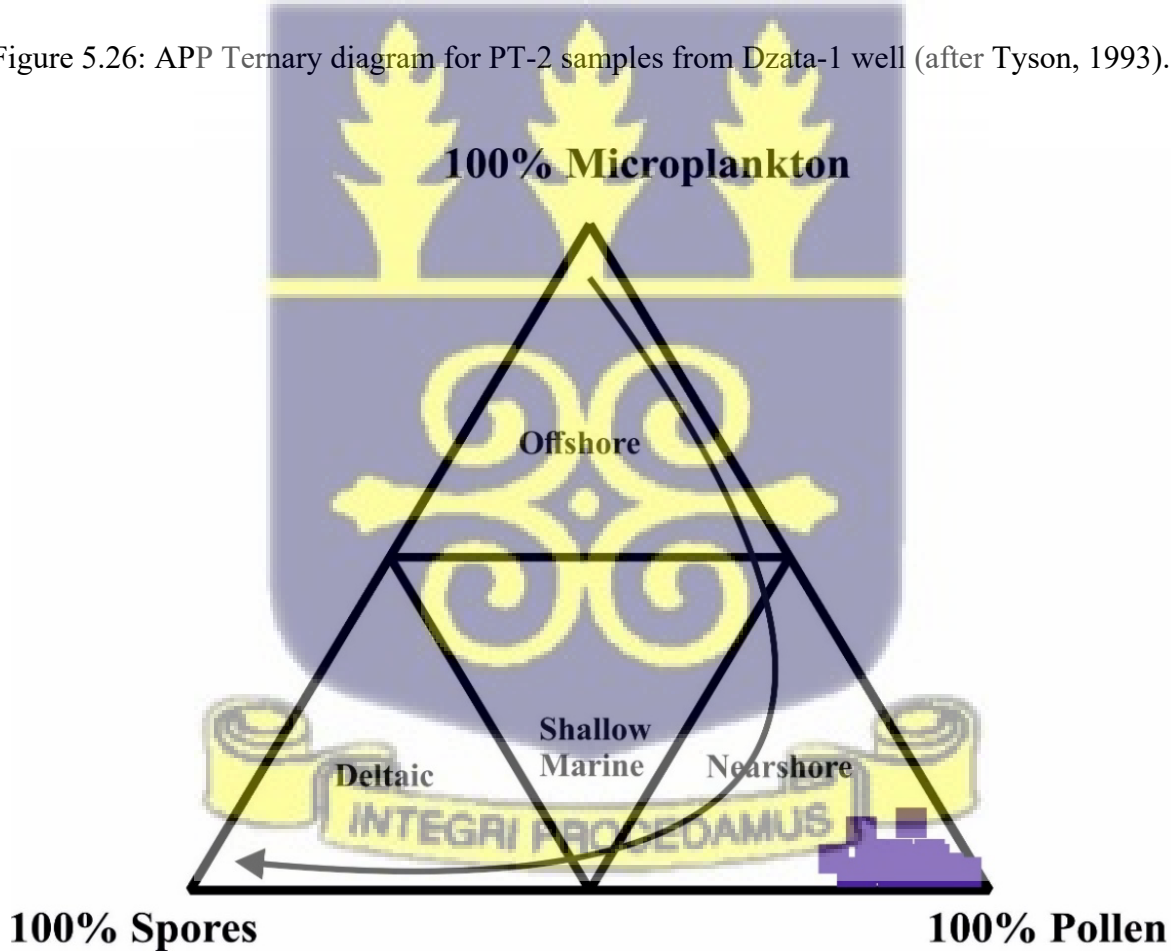 Figure 5.26: APP Ternary diagram for PT-2 samples from Dzata-1 well (after Tyson, 1993).
100% Microplankton
Offshore
Shallow
Marine
Deltaic
Nearshore
INTEGRI PROCEDAMUS
100% Spores
100% Pollen